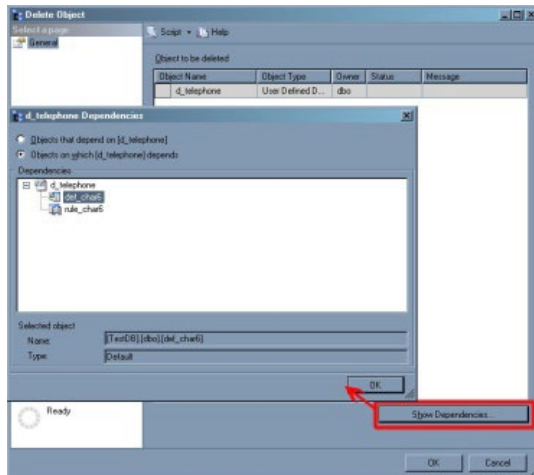 Delete Object
Select a page
General
Script
Help
Object to be deleted
Object Name Object Type Owner Status Message
d_telephone User Defined D... dbo
d_telephone Dependencies
Objects that depend on [d_telephone]
Objects on which [d_telephone] depends
Dependencies
d_telephone
def_char6
rule_char6
Selected object
Name: [TestDB].[dbo].[def_char6]
Type: Default
OK
Ready
Show Dependencies...
OK Cancel